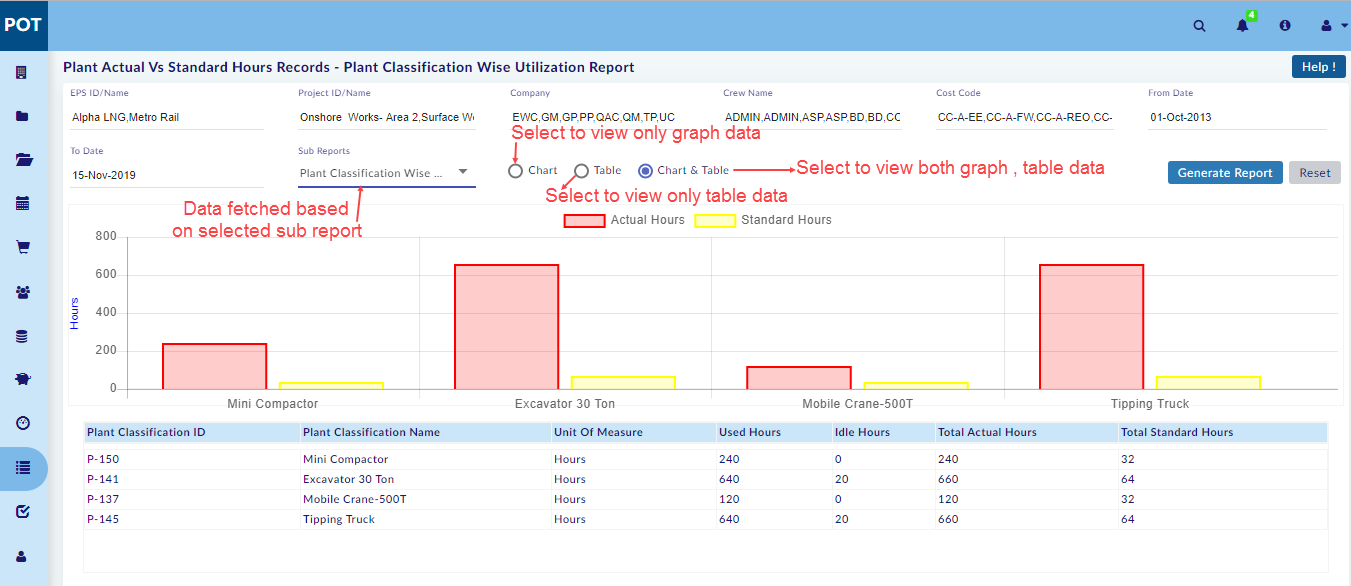 POT
4
Plant Actual Vs Standard Hours Records - Plant Classification Wise Utilization Report
Help !
EPS ID/Name Project ID/Name Company Crew Name Cost Code From Date
Alpha LNG,Metro Rail Onshore Works- Area 2,Surface Wo EWC,GM,GP,PP,QAC,QM,TP,UC ADMIN,ADMIN,ASP,ASP,BD,BD,CC CC-A-EE,CC-A-FW,CC-A-REO,CC- 01-Oct-2013
Select to view only graph data
To Date Sub Reports
15-Nov-2019 Plant Classification Wise ... Chart Table Chart & Table Select to view both graph , table data Generate Report Reset
Select to view only table data
Data fetched based
on selected sub report
Actual Hours Standard Hours
800
600
400
200
0
Hours
Mini Compactor Excavator 30 Ton Mobile Crane-500T Tipping Truck
Plant Classification ID Plant Classification Name Unit Of Measure Used Hours Idle Hours Total Actual Hours Total Standard Hours
P-150 Mini Compactor Hours 240 0 240 32
P-141 Excavator 30 Ton Hours 640 20 660 64
P-137 Mobile Crane-500T Hours 120 0 120 32
P-145 Tipping Truck Hours 640 20 660 64